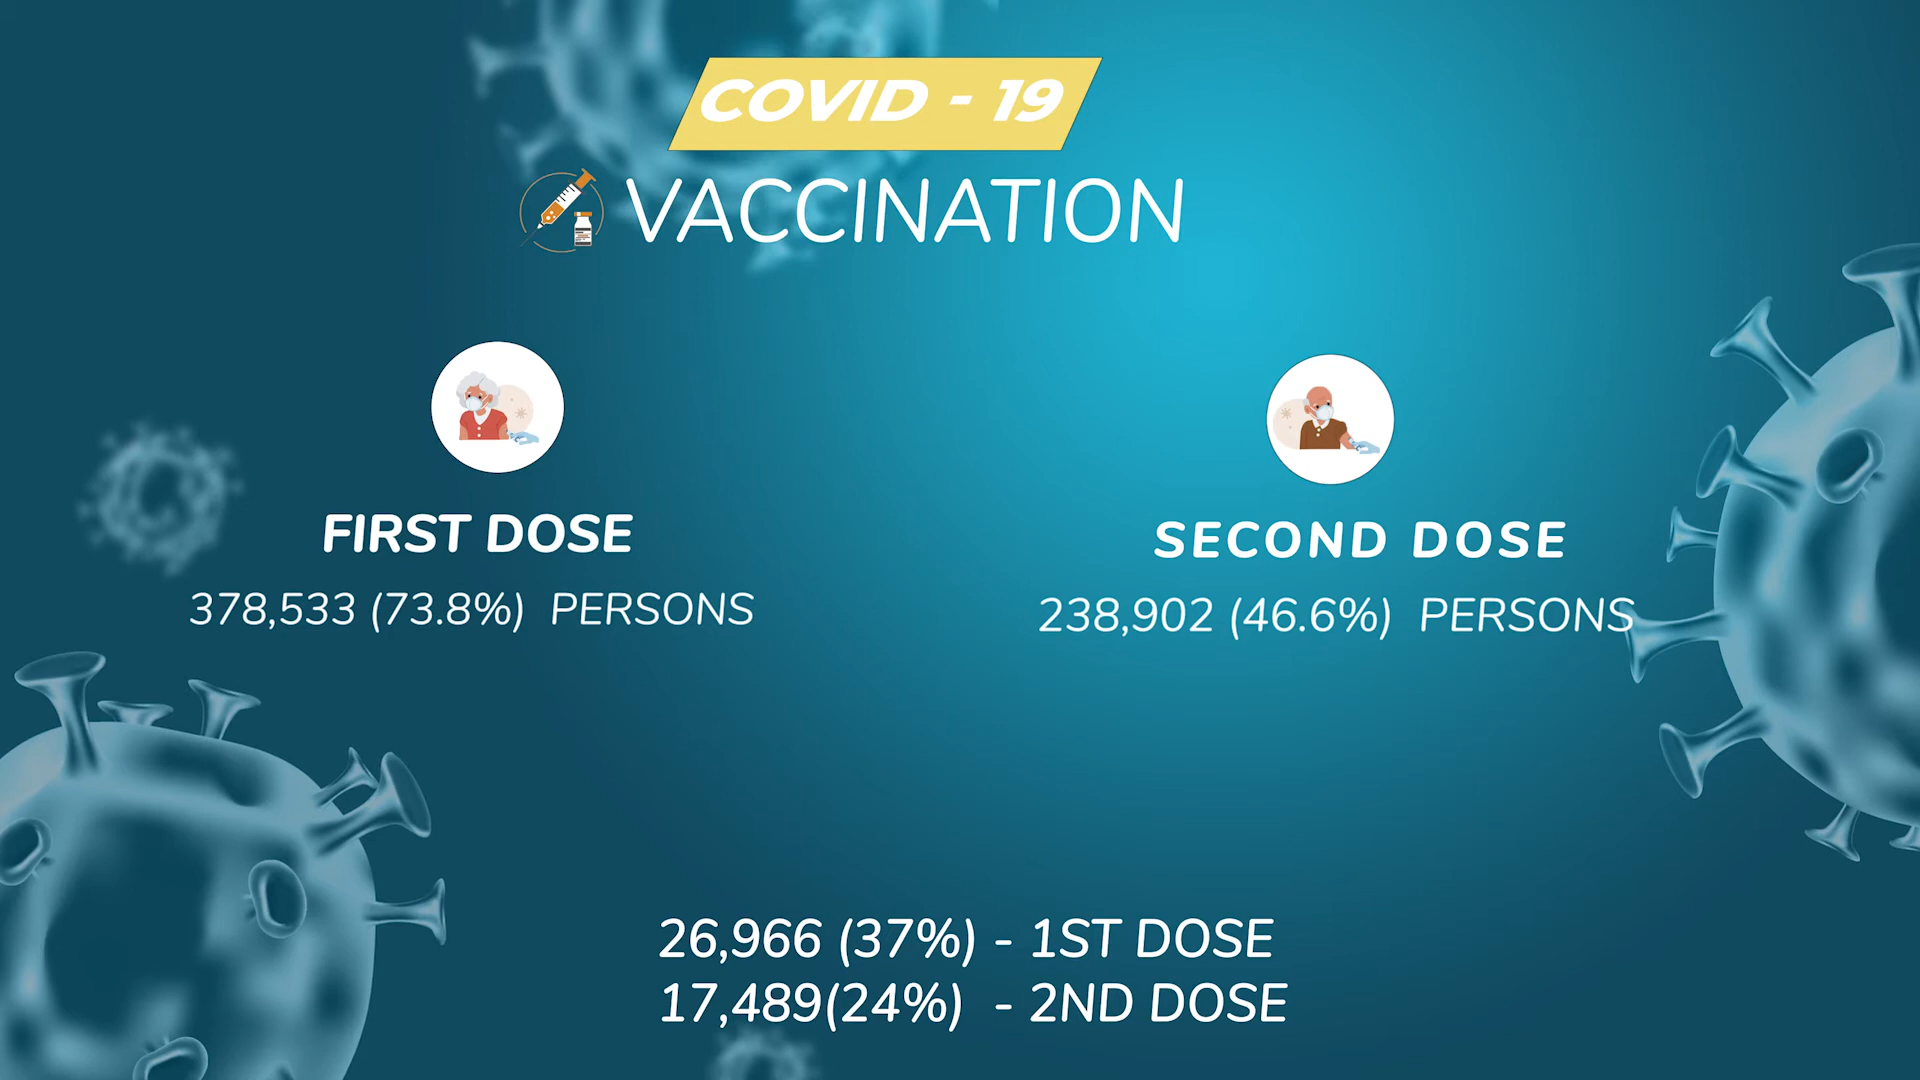 COVID - 19
VACCINATION
FIRST DOSE
378,533 (73.8%) PERSONS
SECOND DOSE
238,902 (46.6%) PERSONS
26,966 (37%) - 1ST DOSE
17,489(24%) - 2ND DOSE